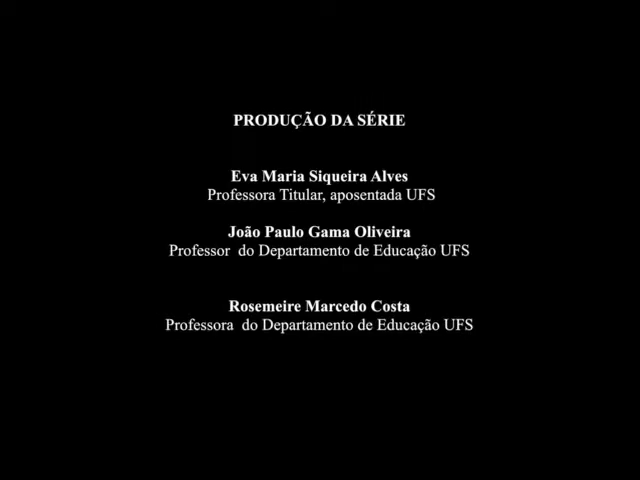 PRODUÇÃO DA SÉRIE
Eva Maria Siqueira Alves
Professora Titular, aposentada UFS
João Paulo Gama Oliveira
Professor do Departamento de Educação UFS
Rosemeire Marcedo Costa
Professora do Departamento de Educação UFS